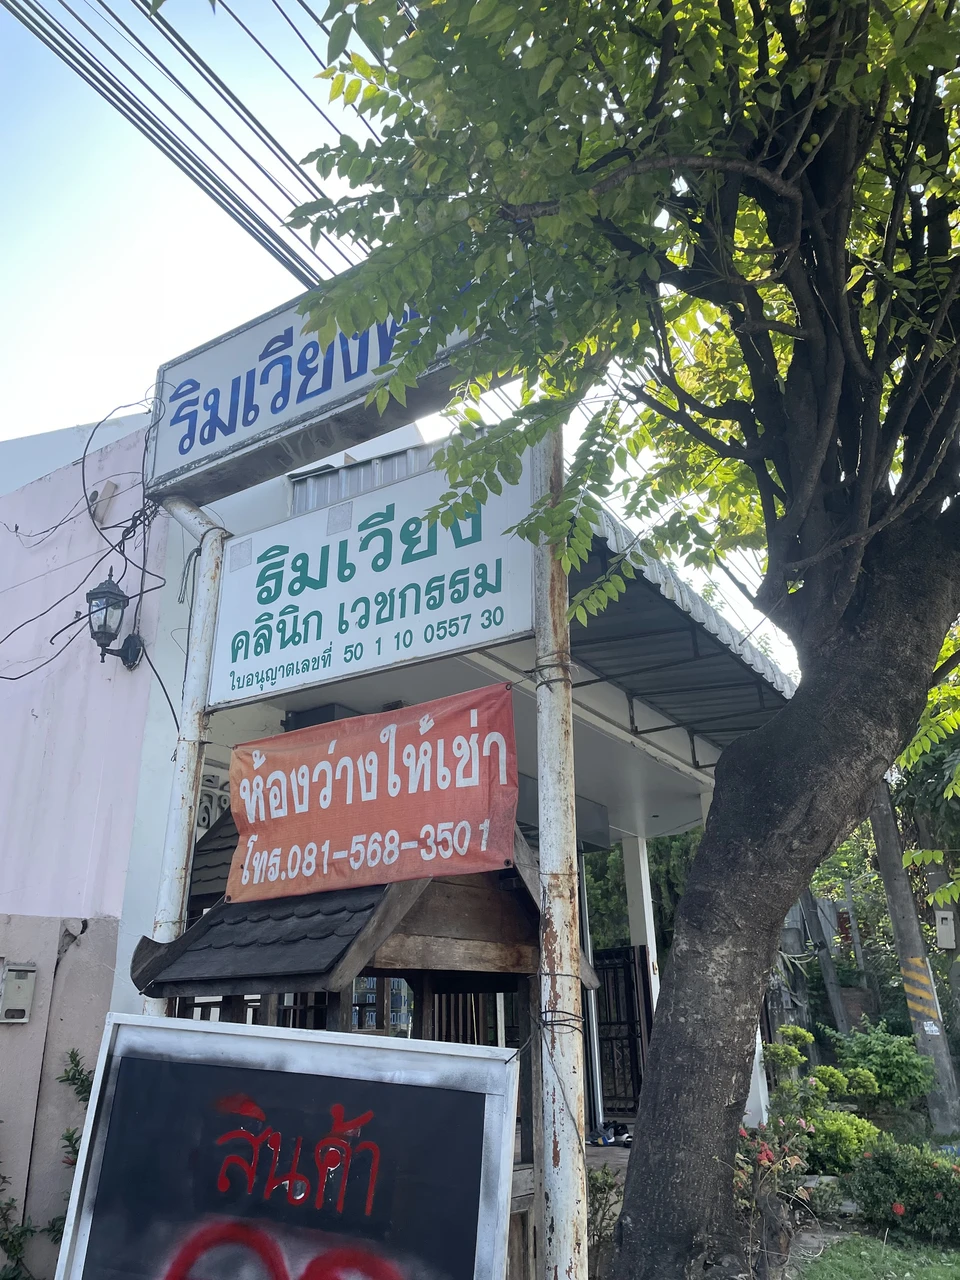 ริมเวียง
ริมเวียง
คลินิก เวชกรรม
ใบอนุญาตเลขที่ 50 1 10 0557 30
ห้องว่างให้เช่า
โทร.081-568-3501
สินค้า